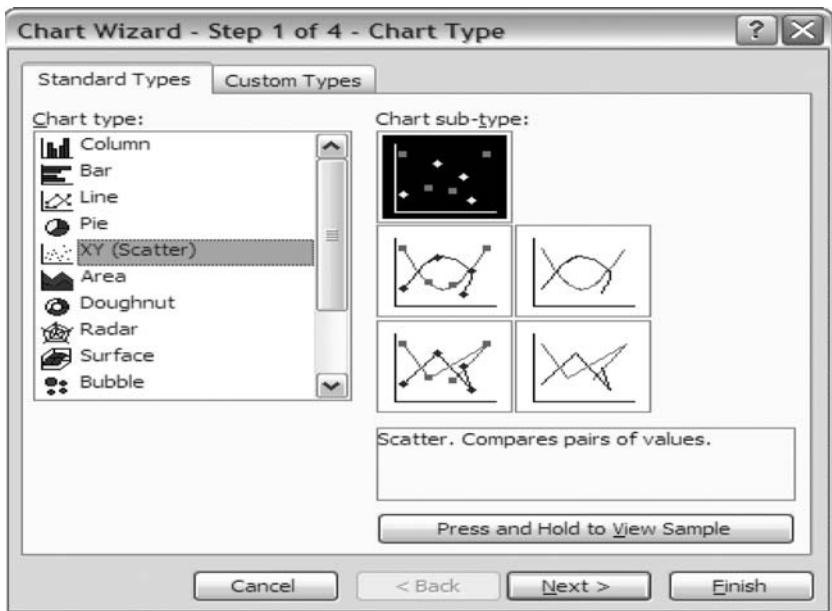 Chart Wizard - Step 1 of 4 - Chart Type
Standard Types
Custom Types
Chart type:
Column
Bar
Line
Pie
XY (Scatter)
Area
Doughnut
Radar
Surface
Bubble
Chart sub-type:
Scatter. Compares pairs of values.
Press and Hold to View Sample
Cancel
< Back
Next >
Finish